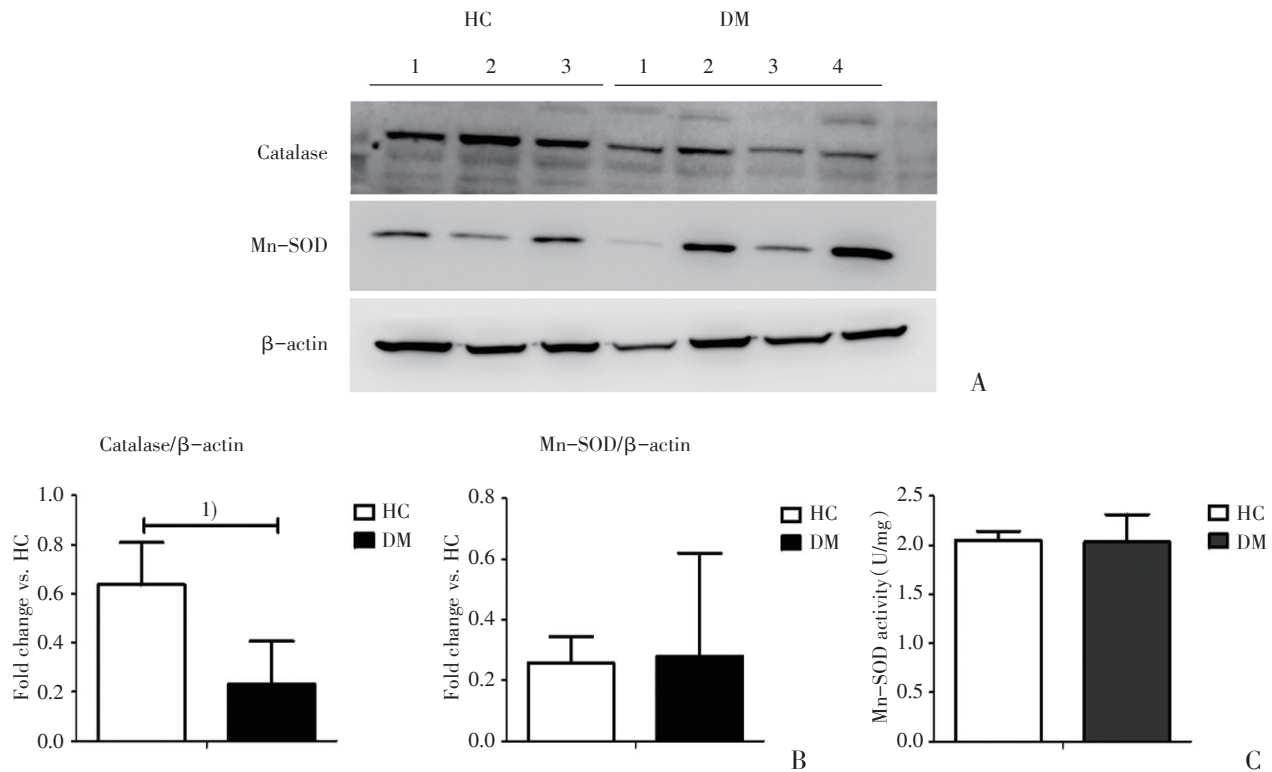 HC DM
1 2 3 1 2 3 4
Catalase
Mn-SOD
β-actin
A
Catalase/β-actin
Fold change vs. HC
1.0
0.8
0.6
0.4
0.2
0.0
1)
HC
DM
Mn-SOD/β-actin
Fold change vs. HC
0.8
0.6
0.4
0.2
0.0
HC
DM
B
Mn-SOD activity(U/mg)
2.5
2.0
1.5
1.0
0.5
0.0
HC
DM
C